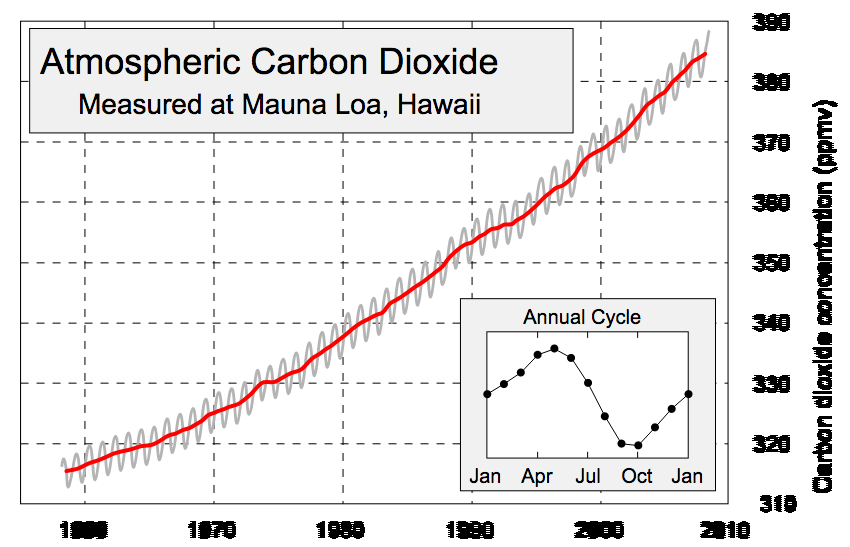 Atmospheric Carbon Dioxide
Measured at Mauna Loa, Hawaii
390
380
370
360
350
340
330
320
310
Carbon dioxide concentration (ppmv)
Annual Cycle
Jan Apr Jul Oct Jan
1960 1970 1980 1990 2000 2010